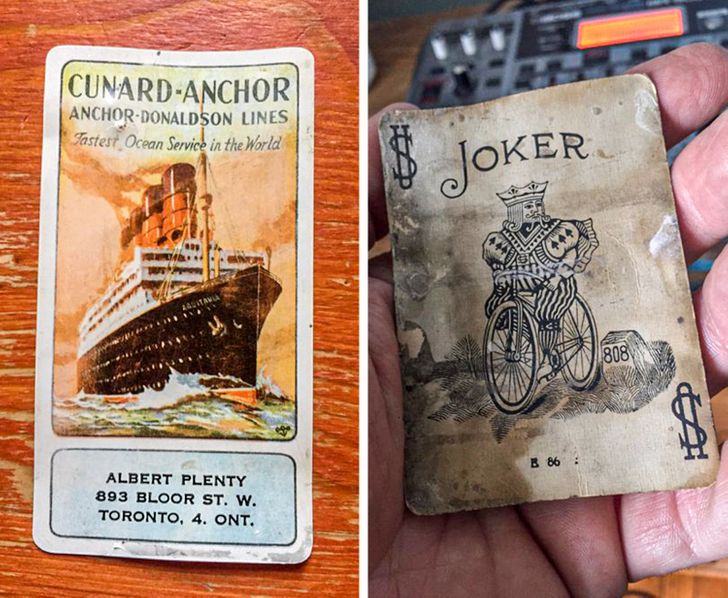 CUNARD-ANCHOR
ANCHOR-DONALDSON LINES
Fastest Ocean Service in the World
AQUITANIA
ALBERT PLENTY
893 BLOOR ST. W.
TORONTO, 4. ONT.
JOKER
808
E 86